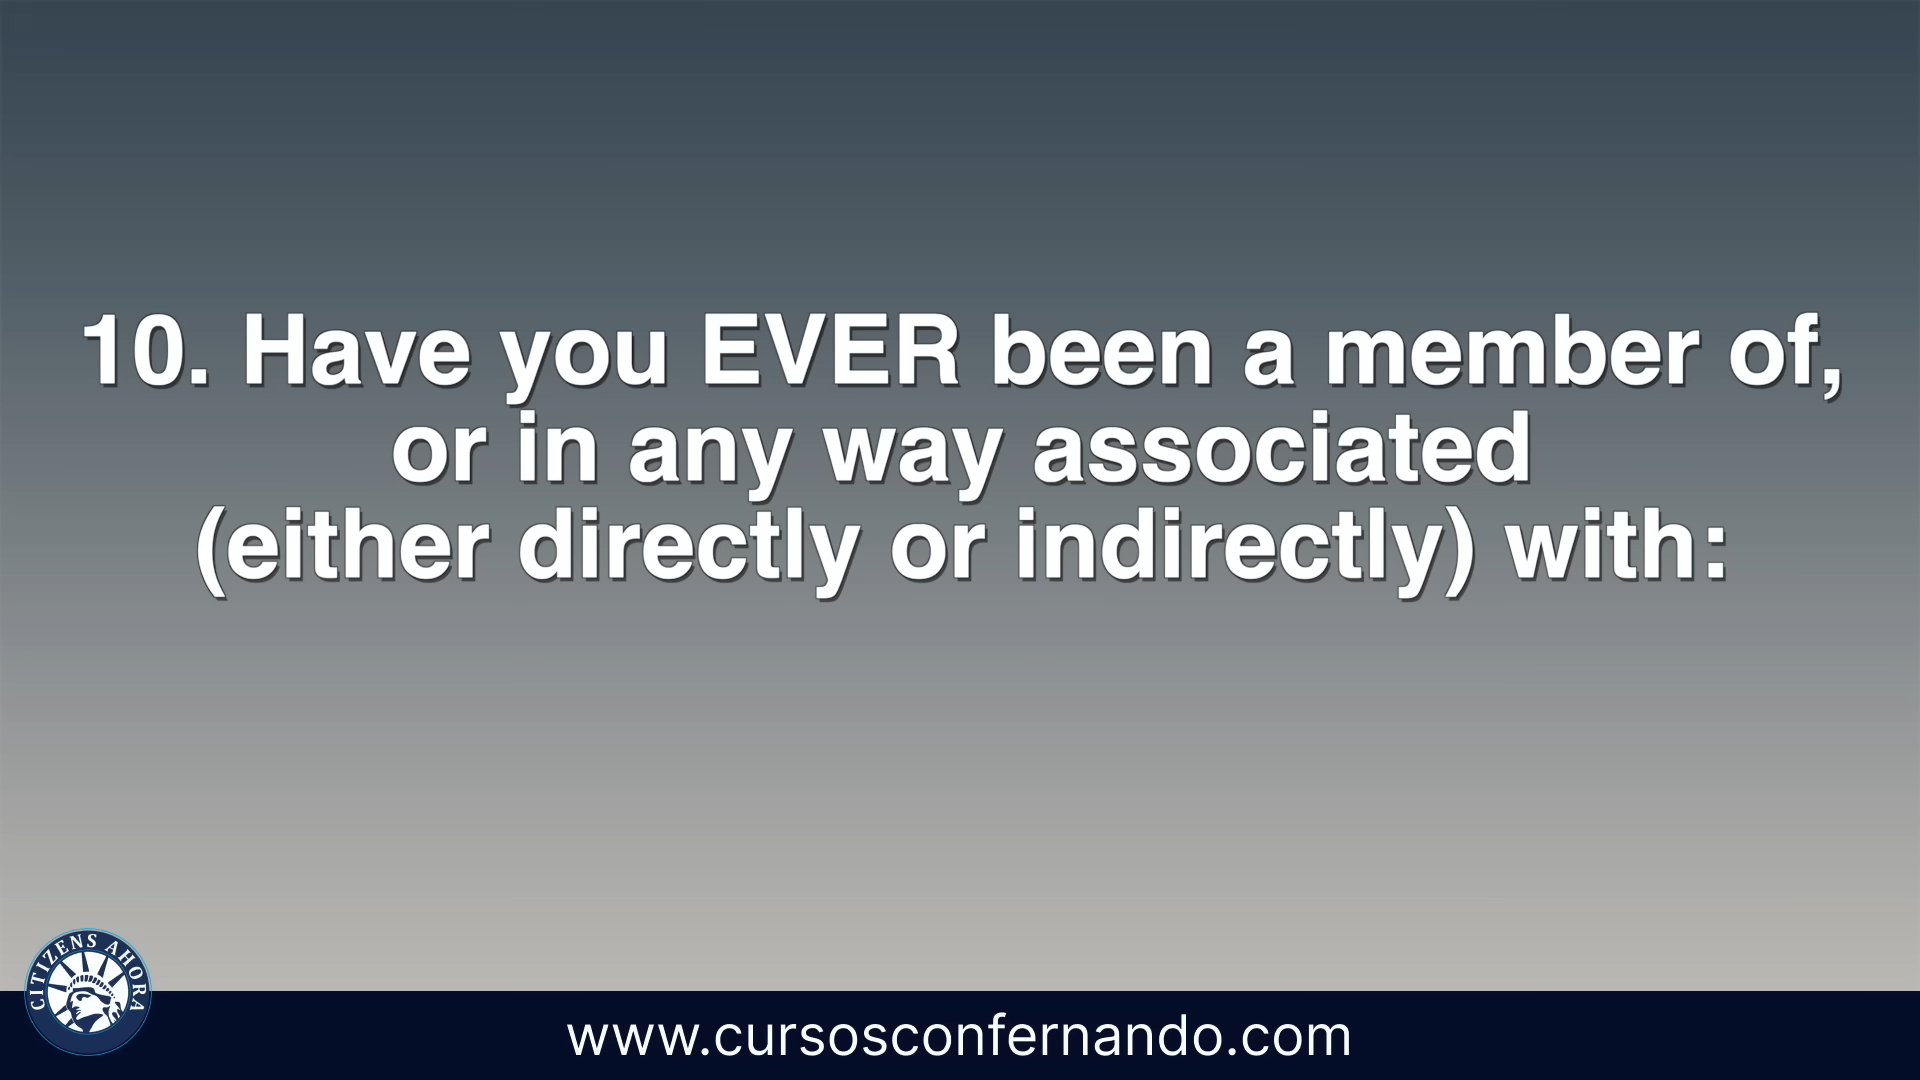 10. Have you EVER been a member of,
or in any way associated
(either directly or indirectly) with:
CITIZENS AHORA
www.cursosconfernando.com